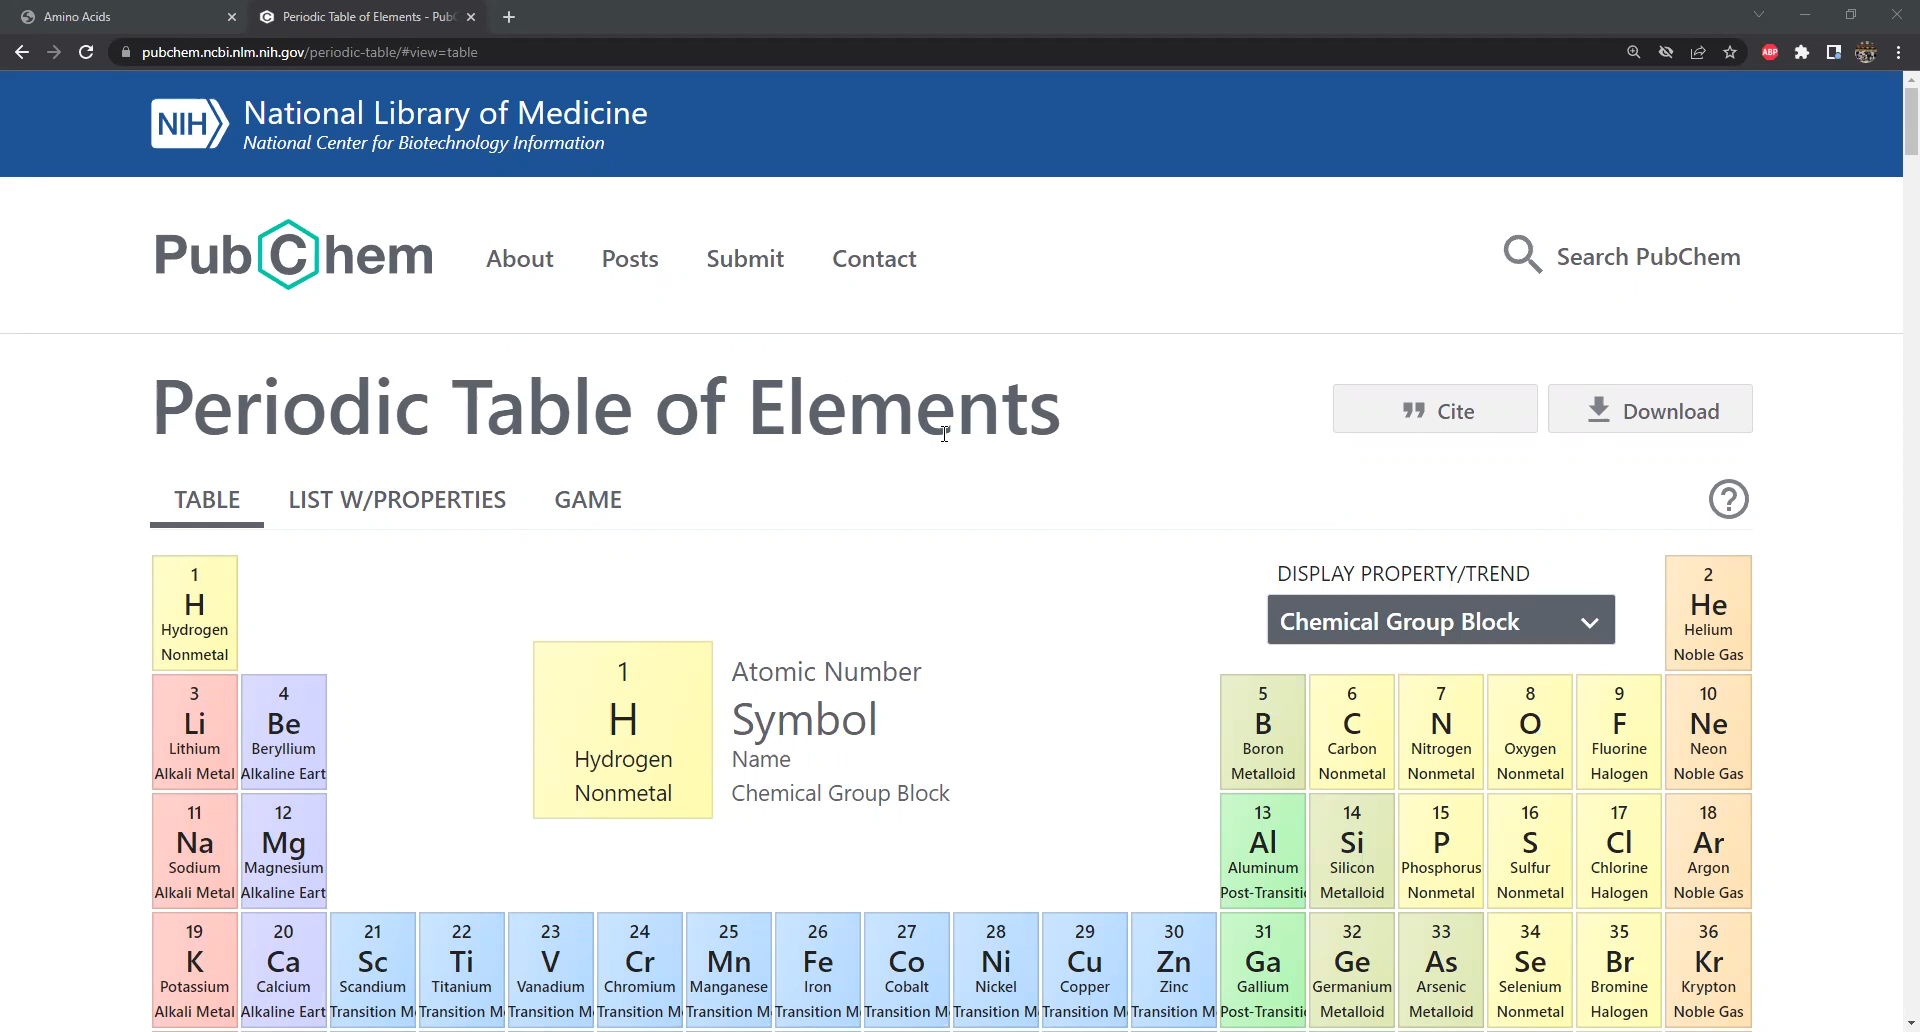 Amino Acids
Periodic Table of Elements - PubC
pubchem.ncbi.nlm.nih.gov/periodic-table/#view=table
ABP
NIH
National Library of Medicine
National Center for Biotechnology Information
PubChem
About
Posts
Submit
Contact
Search PubChem
Periodic Table of Elements
Cite
Download
TABLE
LIST W/PROPERTIES
GAME
?
DISPLAY PROPERTY/TREND
Chemical Group Block
1
H
Hydrogen
Nonmetal
2
He
Helium
Noble Gas
1
H
Hydrogen
Nonmetal
Atomic Number
Symbol
Name
Chemical Group Block
3
Li
Lithium
Alkali Metal
4
Be
Beryllium
Alkaline Eart
5
B
Boron
Metalloid
6
C
Carbon
Nonmetal
7
N
Nitrogen
Nonmetal
8
O
Oxygen
Nonmetal
9
F
Fluorine
Halogen
10
Ne
Neon
Noble Gas
11
Na
Sodium
Alkali Metal
12
Mg
Magnesium
Alkaline Eart
13
Al
Aluminum
Post-Transitic
14
Si
Silicon
Metalloid
15
P
Phosphorus
Nonmetal
16
S
Sulfur
Nonmetal
17
Cl
Chlorine
Halogen
18
Ar
Argon
Noble Gas
19
K
Potassium
Alkali Metal
20
Ca
Calcium
Alkaline Eart
21
Sc
Scandium
Transition M
22
Ti
Titanium
Transition M
23
V
Vanadium
Transition M
24
Cr
Chromium
Transition M
25
Mn
Manganese
Transition M
26
Fe
Iron
Transition M
27
Co
Cobalt
Transition M
28
Ni
Nickel
Transition M
29
Cu
Copper
Transition M
30
Zn
Zinc
Transition M
31
Ga
Gallium
Post-Transitic
32
Ge
Germanium
Metalloid
33
As
Arsenic
Metalloid
34
Se
Selenium
Nonmetal
35
Br
Bromine
Halogen
36
Kr
Krypton
Noble Gas